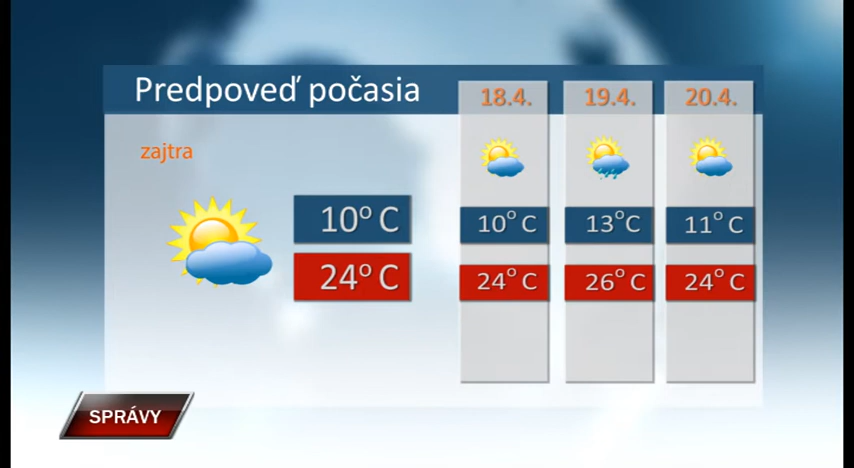 Predpoveď počasia
zajtra
10° C
24° C
18.4. 19.4. 20.4.
10° C 13°C 11° C
24° C 26° C 24° C
SPRÁVY